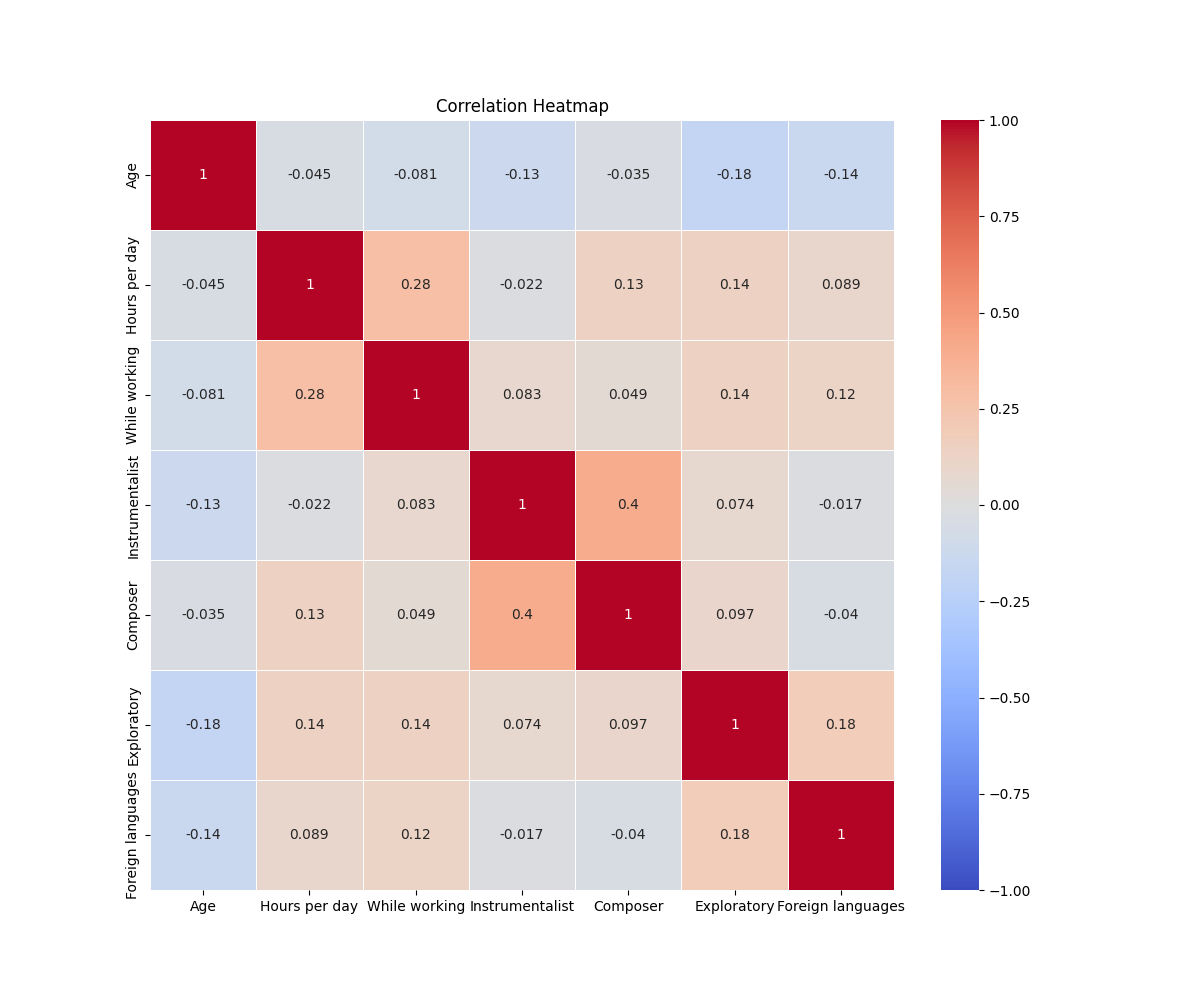 Correlation Heatmap
Age 1 -0.045 -0.081 -0.13 -0.035 -0.18 -0.14
Hours per day -0.045 1 0.28 -0.022 0.13 0.14 0.089
While working -0.081 0.28 1 0.083 0.049 0.14 0.12
Instrumentalist -0.13 -0.022 0.083 1 0.4 0.074 -0.017
Composer -0.035 0.13 0.049 0.4 1 0.097 -0.04
Exploratory -0.18 0.14 0.14 0.074 0.097 1 0.18
Foreign languages -0.14 0.089 0.12 -0.017 -0.04 0.18 1
Age Hours per day While working Instrumentalist Composer Exploratory Foreign languages
1.00
0.75
0.50
0.25
0.00
−0.25
−0.50
−0.75
−1.00